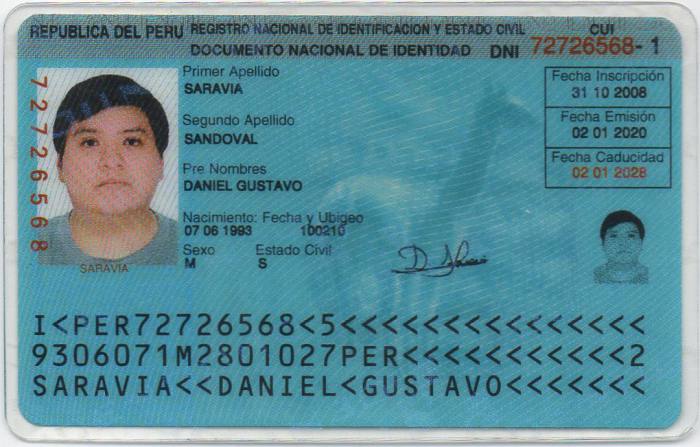 REPUBLICA DEL PERU REGISTRO NACIONAL DE IDENTIFICACION Y ESTADO CIVIL
CUI
DOCUMENTO NACIONAL DE IDENTIDAD DNI 72726568 - 1
72726568
Primer Apellido
SARAVIA
Segundo Apellido
SANDOVAL
Pre Nombres
DANIEL GUSTAVO
Nacimiento: Fecha y Ubigeo
07 06 1993 100210
Sexo Estado Civil
M S
Fecha Inscripción
31 10 2008
Fecha Emisión
02 01 2020
Fecha Caducidad
02 01 2028
SARAVIA
I<PER72726568<5<<<<<<<<<<<<<<<
9306071M2801027PER<<<<<<<<<<<2
SARAVIA<<DANIEL<GUSTAVO<<<<<<<